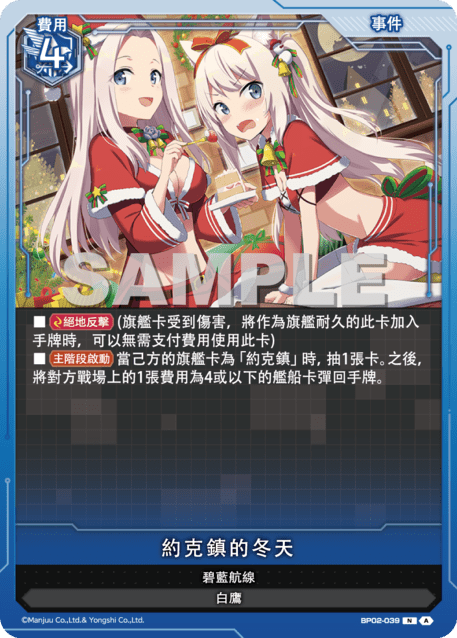 費用
事件
4
SAMPLE
■ 絕地反擊 (旗艦卡受到傷害，將作為旗艦耐久的此卡加入
手牌時，可以無需支付費用使用此卡)
■ 主階段啟動 當己方的旗艦卡為「約克鎮」時，抽1張卡。之後，
將對方戰場上的1張費用為4或以下的艦船卡彈回手牌。
約克鎮的冬天
碧藍航線
白鷹
©Manjuu Co.,Ltd.& Yongshi Co.,Ltd. BP02-039 N A